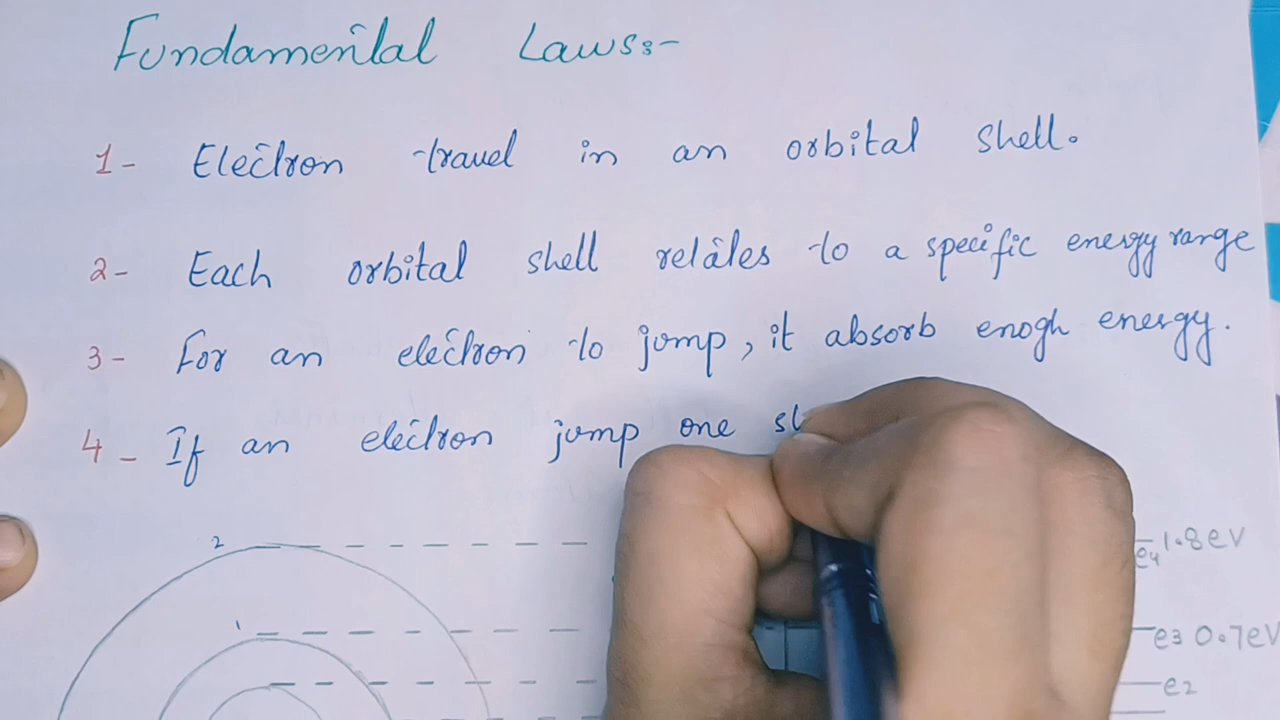 Fundamental Laws:-
1- Electron travel in an orbital shell.
2- Each orbital shell relates to a specific energy range
3- For an electron to jump, it absorb enogh energy.
4- If an electron jump one
2
e4 1.8eV
1
e3 0.7eV
e2